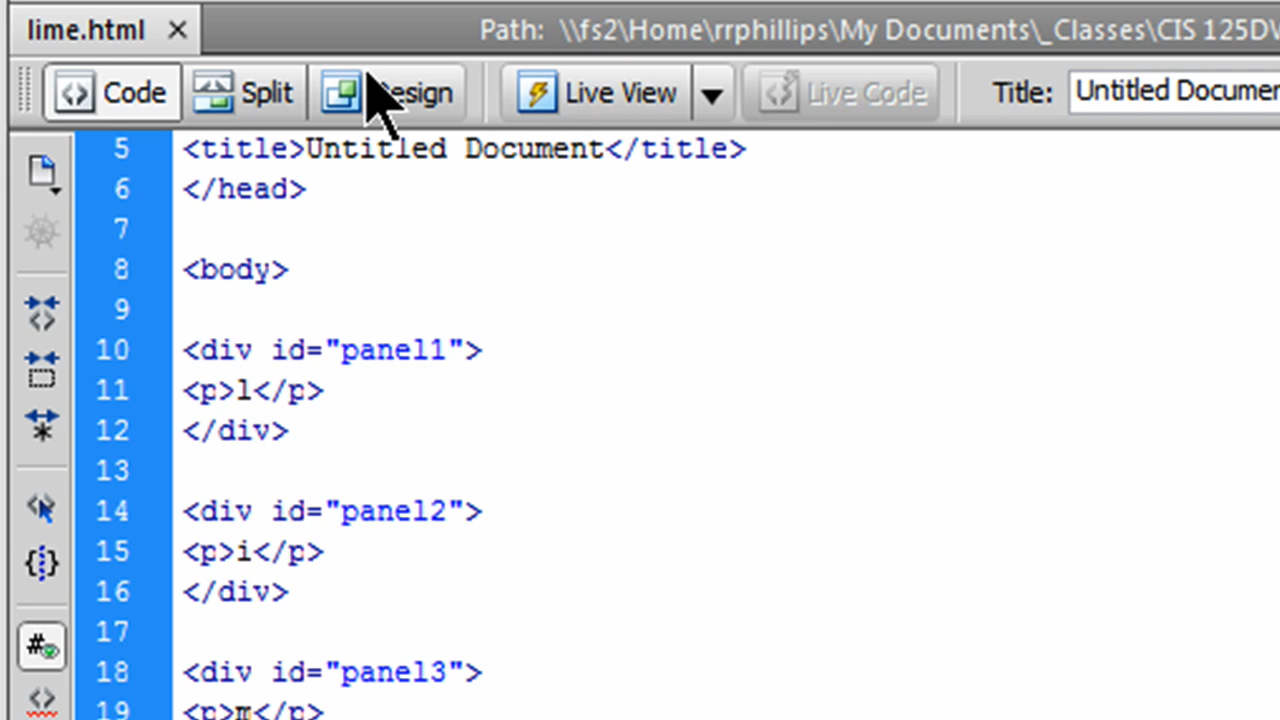 lime.html Path: \\fs2\Home\rrphillips\My Documents\_Classes\CIS 125DV
Code Split Design Live View Live Code Title: Untitled Documen
5 <title>Untitled Document</title>
6 </head>
7
8 <body>
9
10 <div id="panel1">
11 <p>l</p>
12 </div>
13
14 <div id="panel2">
15 <p>i</p>
16 </div>
17
18 <div id="panel3">
19 <p>m</p>